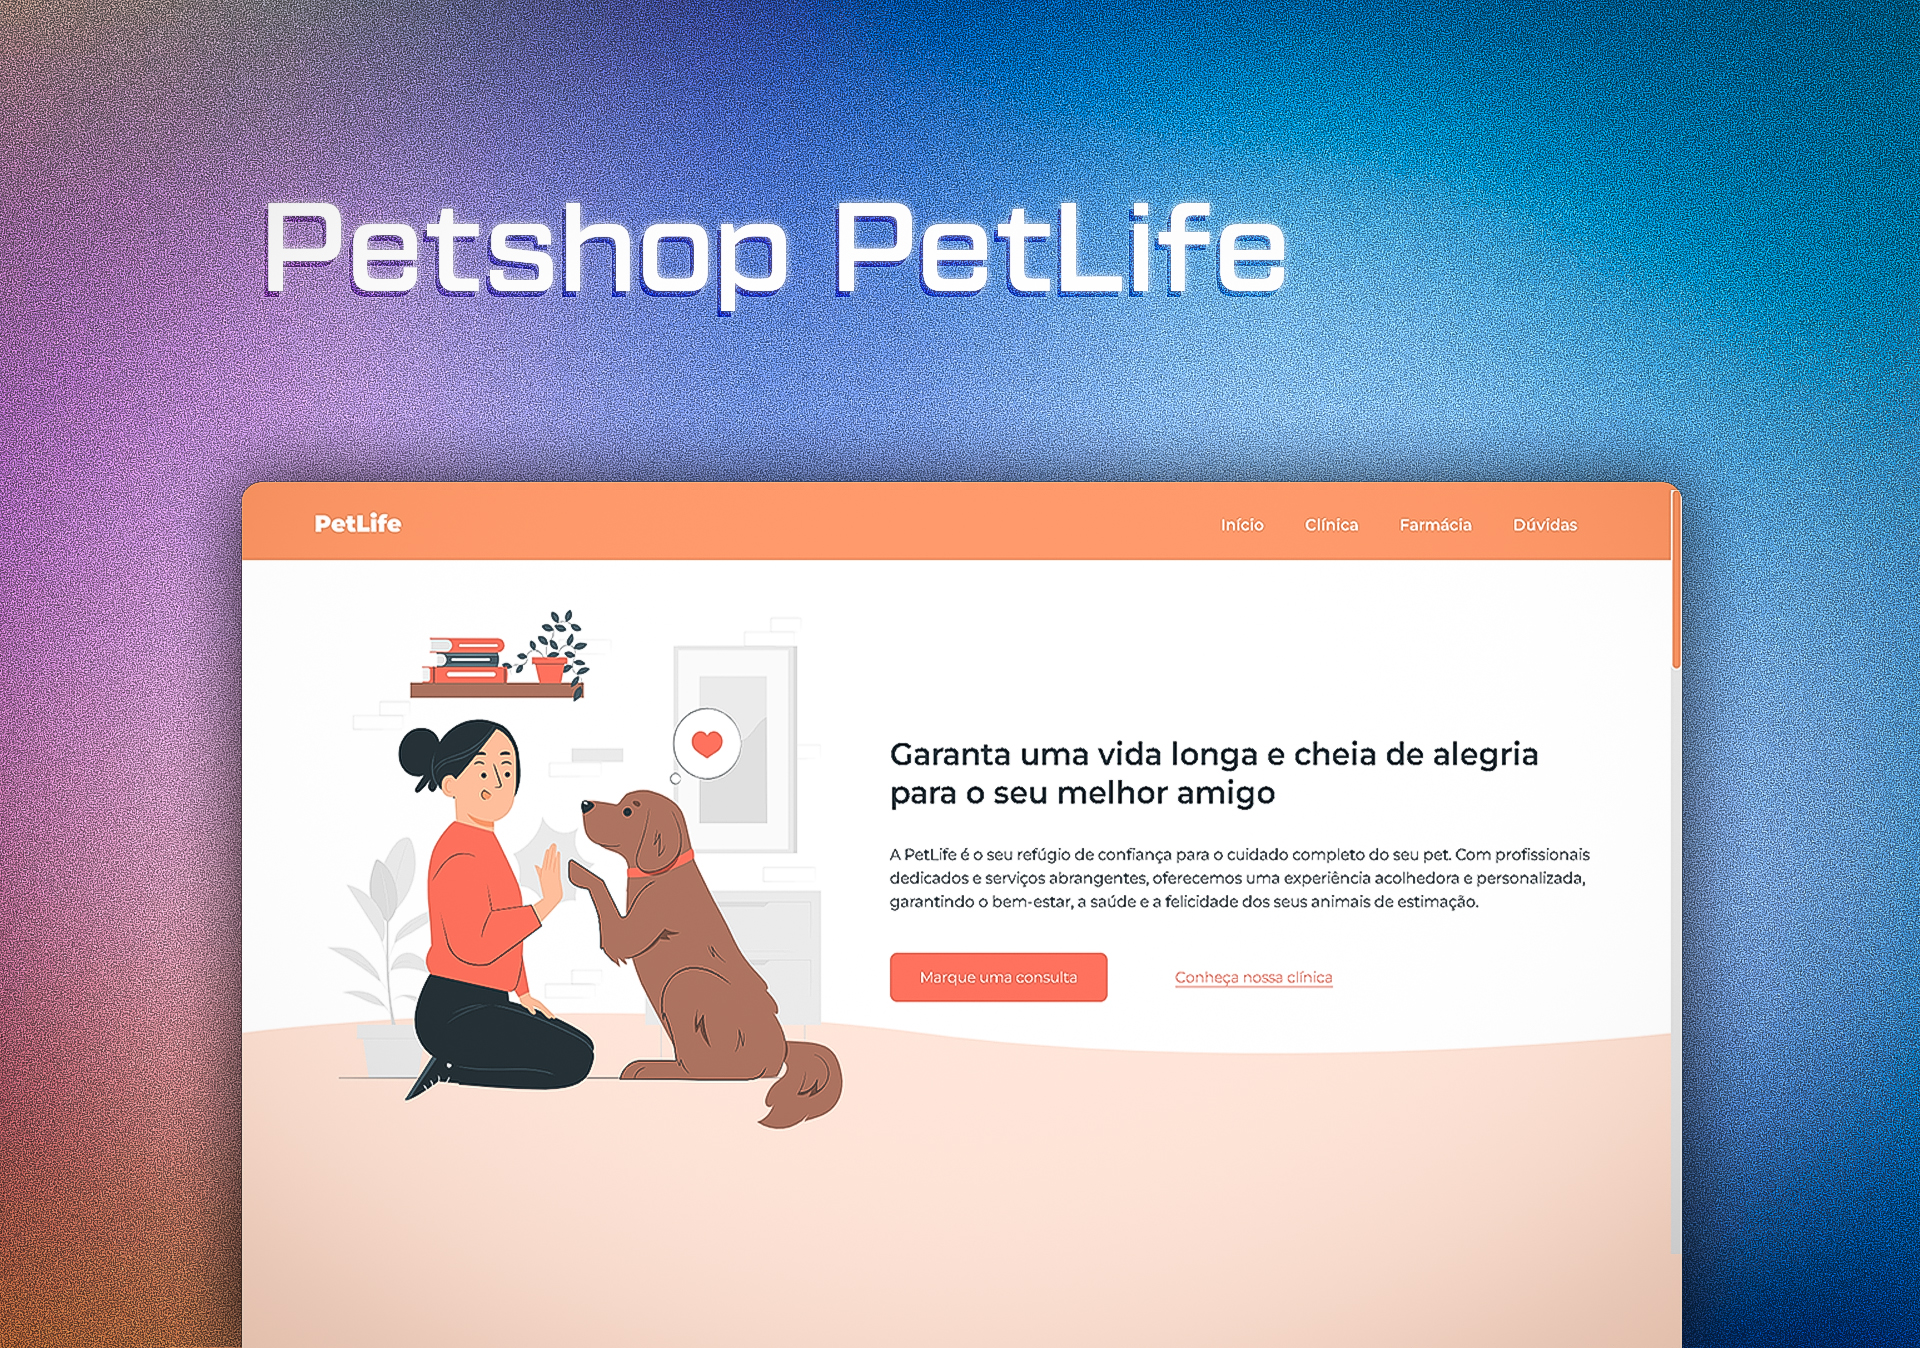 Petshop PetLife
PetLife
Início
Clínica
Farmácia
Dúvidas
Garanta uma vida longa e cheia de alegria
para o seu melhor amigo
A PetLife é o seu refúgio de confiança para o cuidado completo do seu pet. Com profissionais
dedicados e serviços abrangentes, oferecemos uma experiência acolhedora e personalizada,
garantindo o bem-estar, a saúde e a felicidade dos seus animais de estimação.
Marque uma consulta
Conheça nossa clínica